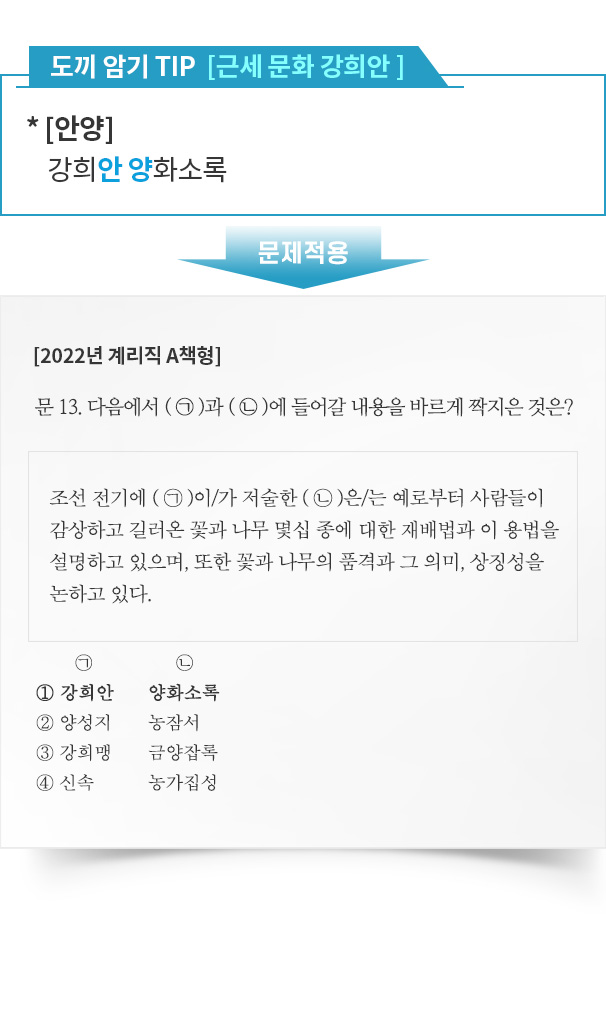 도끼 암기 TIP [근세 문화 강희안 ]
* [안양]
강희안 양화소록
문제적용
[2022년 계리직 A책형]
문 13. 다음에서 ( ㉠ )과 ( ㉡ )에 들어갈 내용을 바르게 짝지은 것은?
조선 전기에 ( ㉠ )이/가 저술한 ( ㉡ )은/는 예로부터 사람들이
감상하고 길러온 꽃과 나무 몇십 종에 대한 재배법과 이 용법을
설명하고 있으며, 또한 꽃과 나무의 품격과 그 의미, 상징성을
논하고 있다.
㉠ ㉡
① 강희안 양화소록
② 양성지 농잠서
③ 강희맹 금양잡록
④ 신속 농가집성